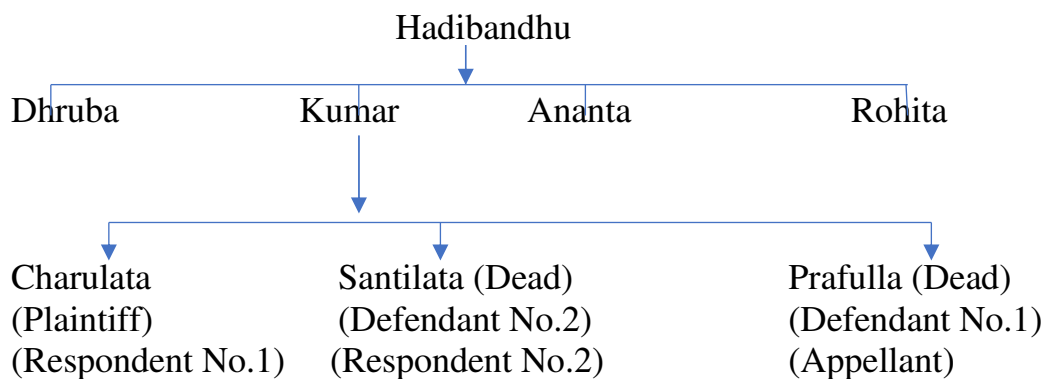 Hadibandhu
Dhruba Kumar Ananta Rohita
Charulata Santilata (Dead) Prafulla (Dead)
(Plaintiff) (Defendant No.2) (Defendant No.1)
(Respondent No.1) (Respondent No.2) (Appellant)